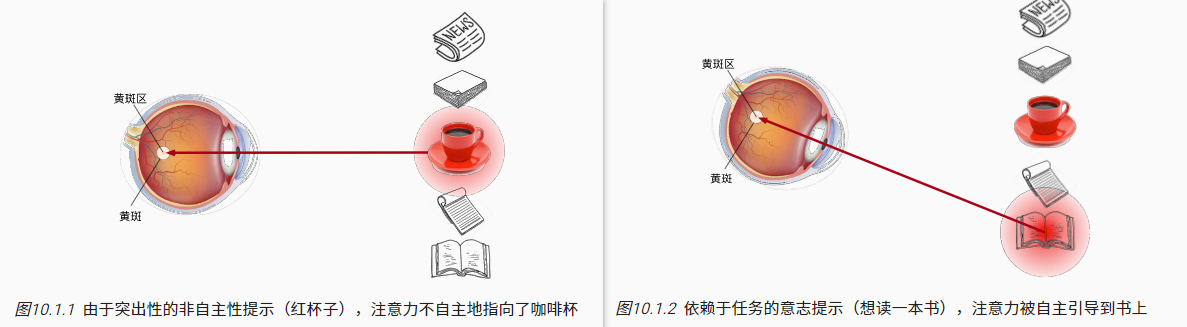 NEWS
黄斑区
黄斑
图10.1.1 由于突出性的非自主性提示（红杯子），注意力不自主地指向了咖啡杯
黄斑区
黄斑
图10.1.2 依赖于任务的意志提示（想读一本书），注意力被自主引导到书上